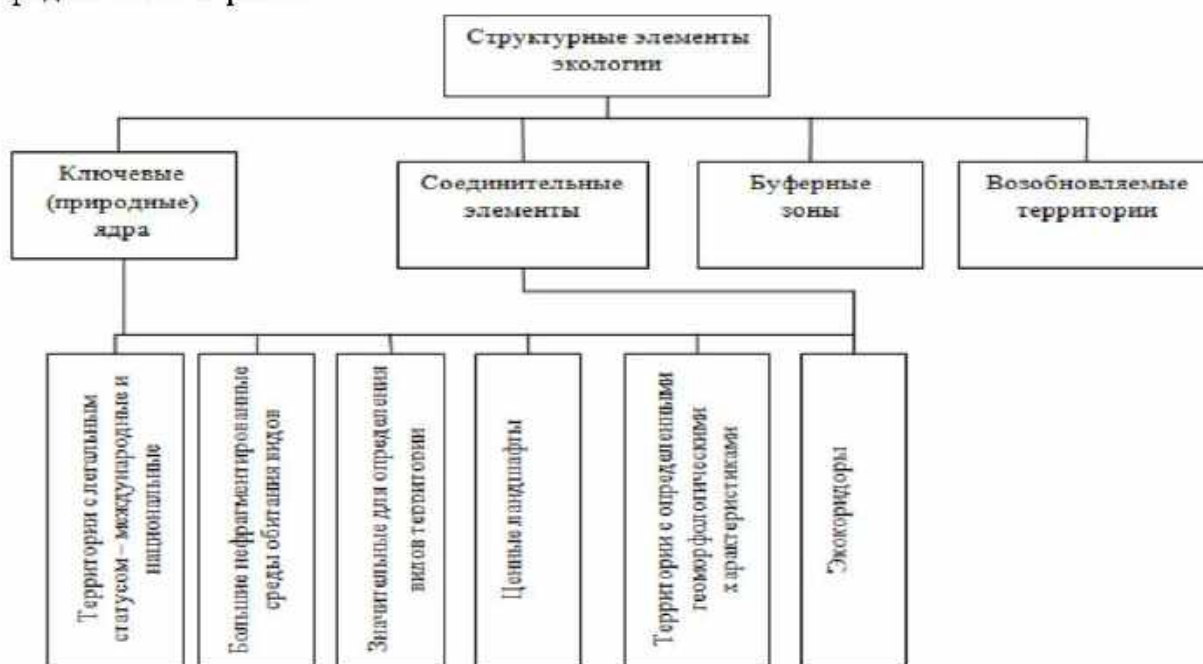 Структурные элементы
экологии
Ключевые
(природные)
ядра
Соединительные
элементы
Буферные
зоны
Возобновляемые
территории
Территории с легальным
статусом – международные и
национальные
Большие нефрагментированные
среды обитания видов
Значительные для определения
видов территории
Ценные ландшафты
Территории с определенными
геоморфологическими
характеристиками
Экокоридоры